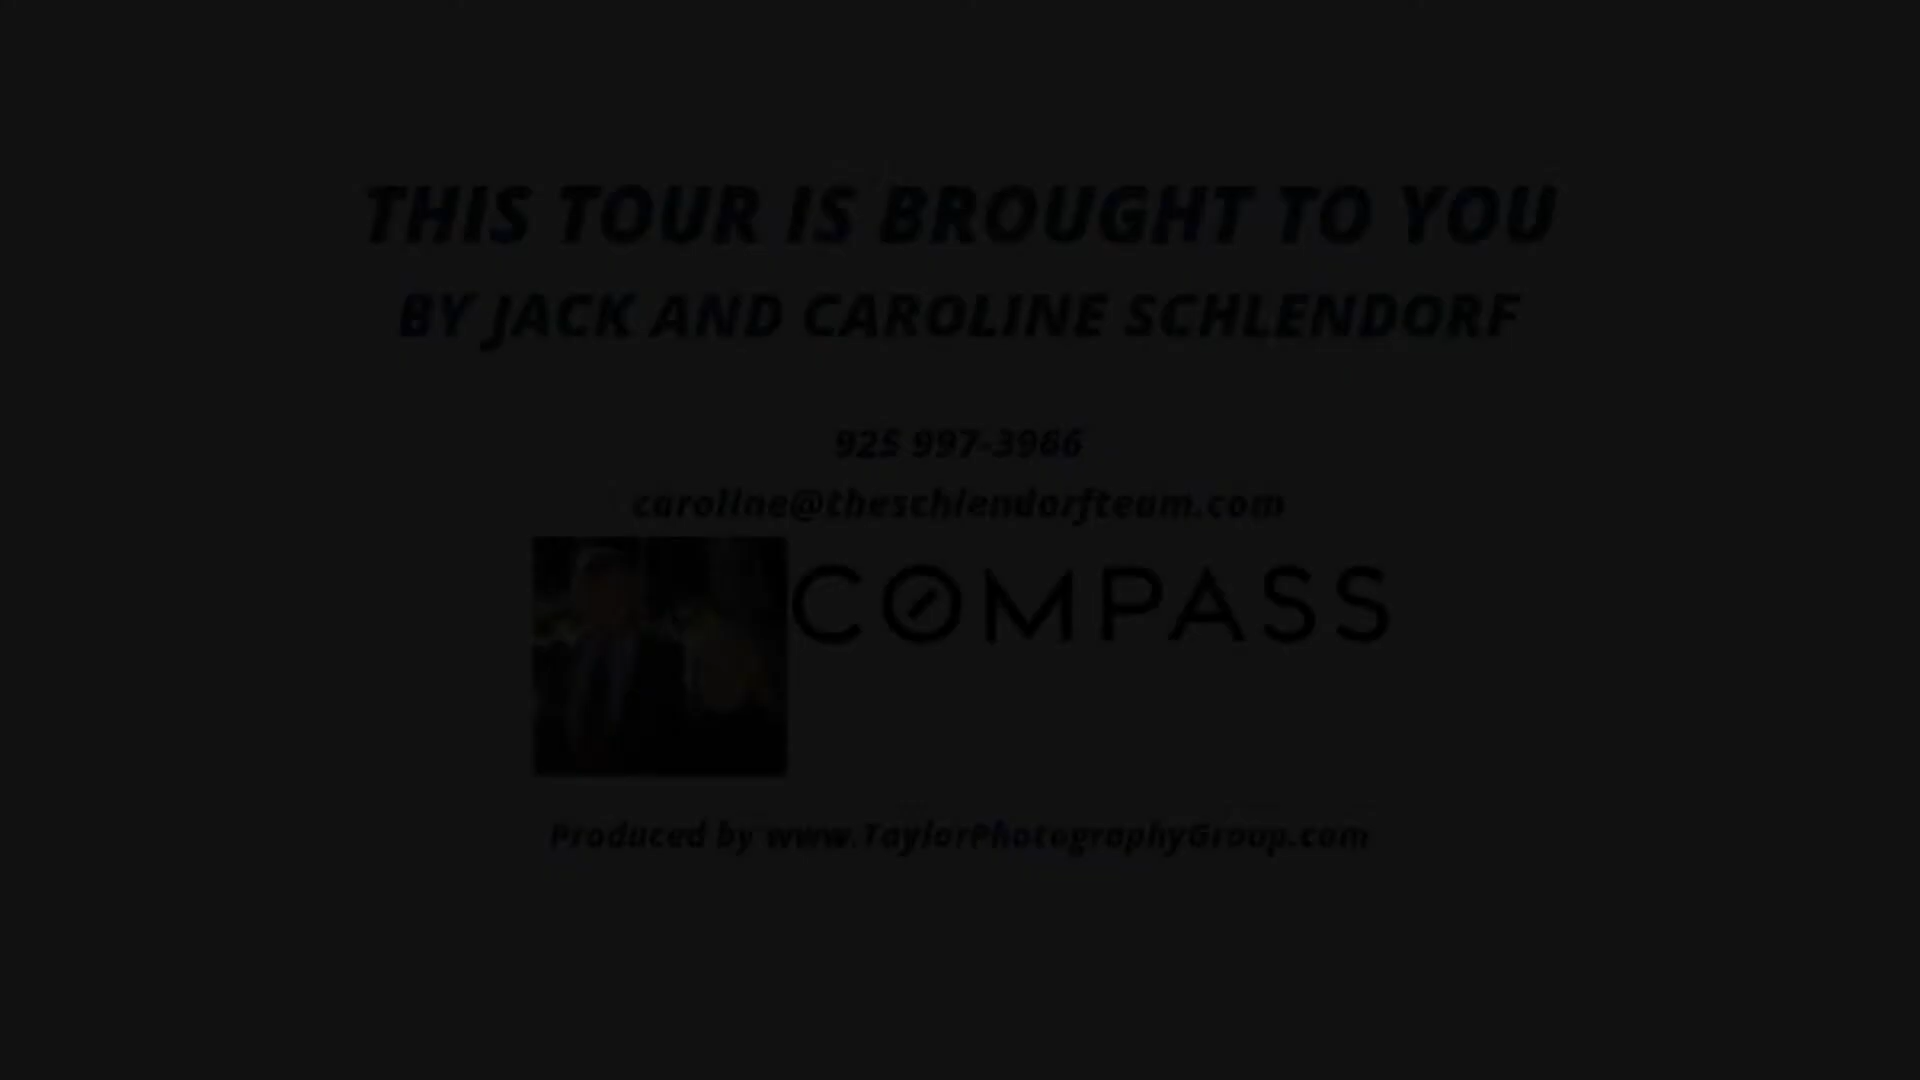 THIS TOUR IS BROUGHT TO YOU
BY JACK AND CAROLINE SCHLENDORF
925 997-3966
caroline@theschlendorfteam.com
COMPASS
Produced by www.TaylorPhotographyGroup.com